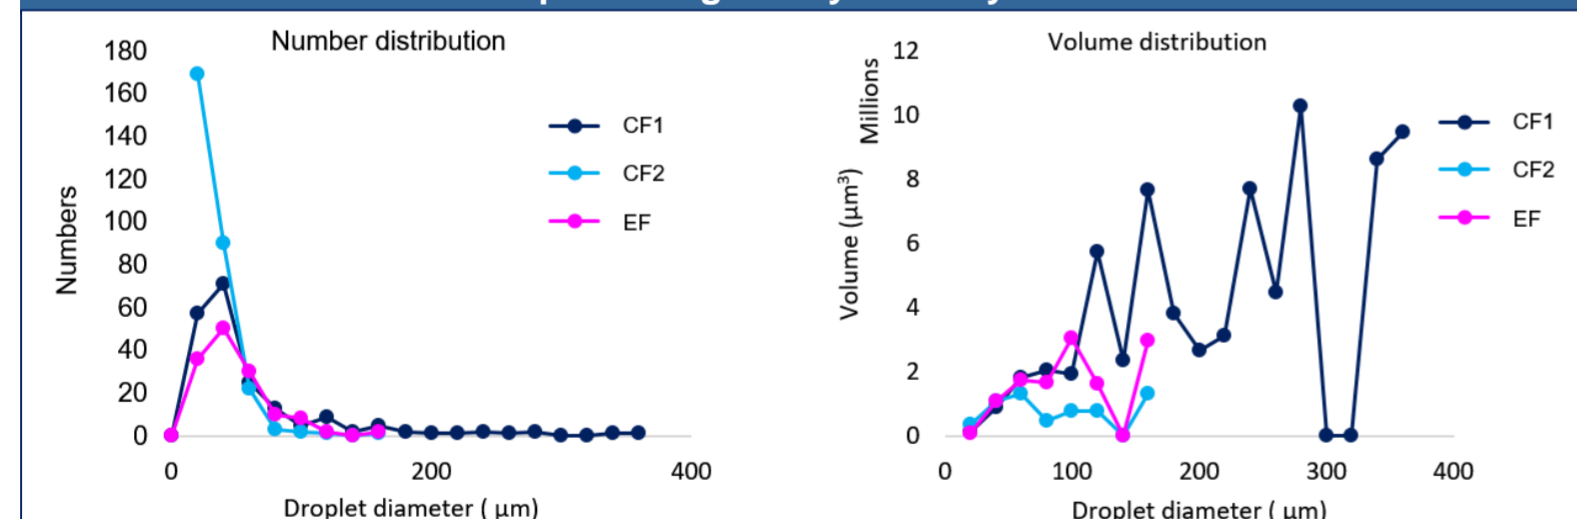 Number distribution
180
160
140
120
100
80
60
40
20
0
Numbers
0 200 400
Droplet diameter ( µm)
CF1
CF2
EF
Volume distribution
12
10
8
6
4
2
0
Millions
Volume (µm³)
0 100 200 300 400
Droplet diameter ( µm)
CF1
CF2
EF